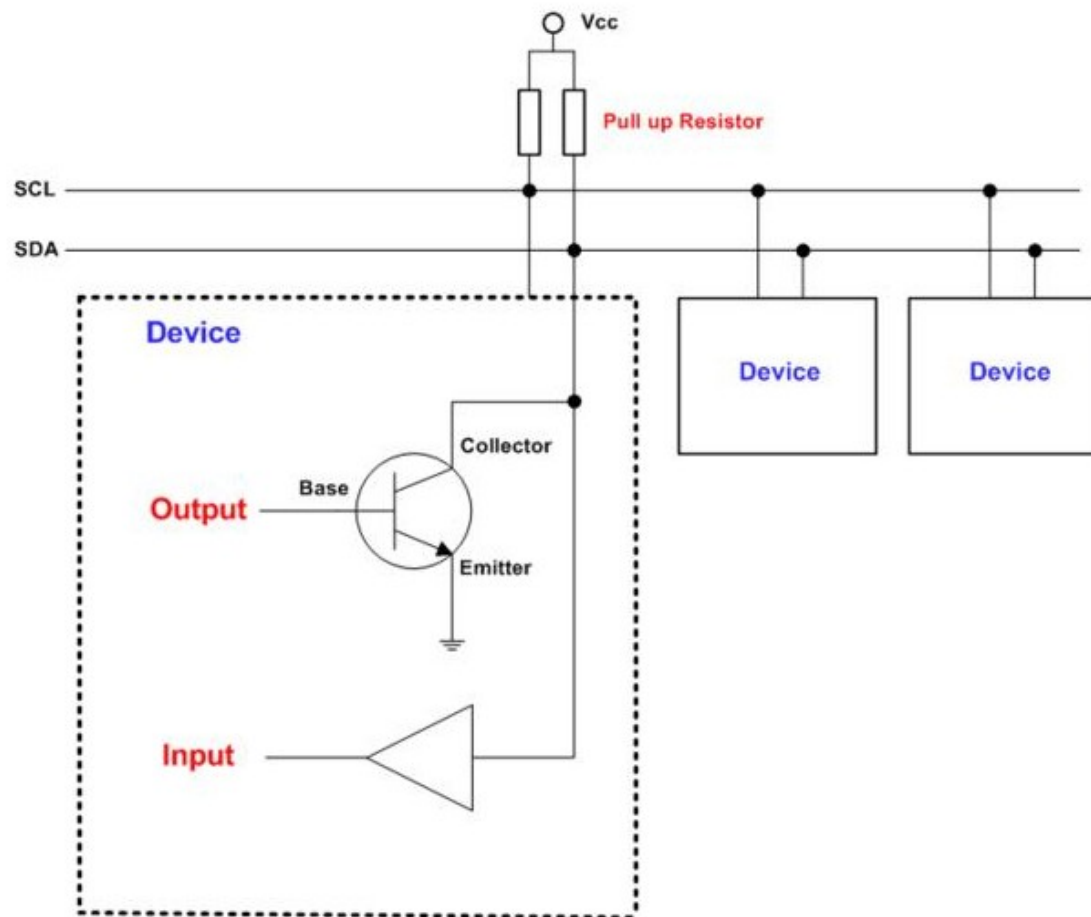 Vcc
Pull up Resistor
SCL
SDA
Device
Device
Device
Collector
Base
Output
Emitter
Input